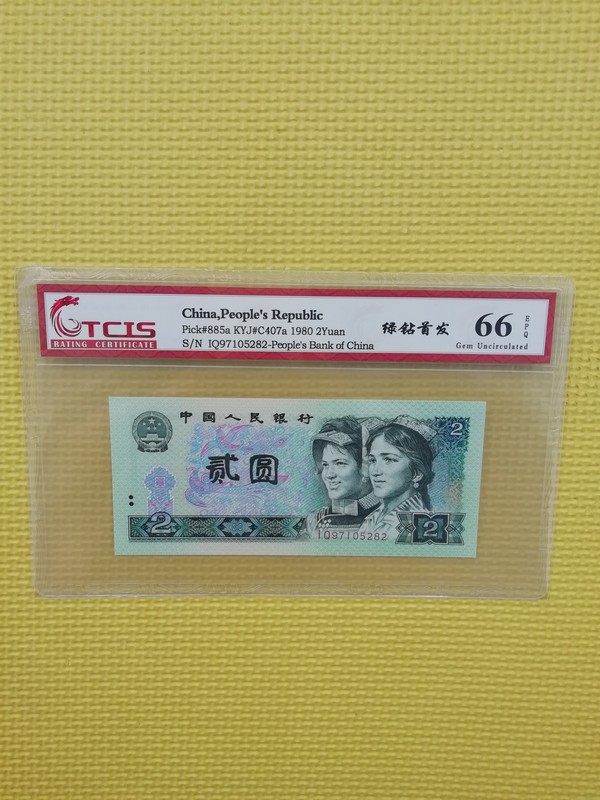 TCIS
RATING CERTIFICATE
China,People's Republic
Pick#885a KYJ#C407a 1980 2Yuan
S/N IQ97105282-People's Bank of China
绿钻首发
66
EPQ
Gem Uncirculated
中国人民银行
贰圆
2
2
2
IQ97105282